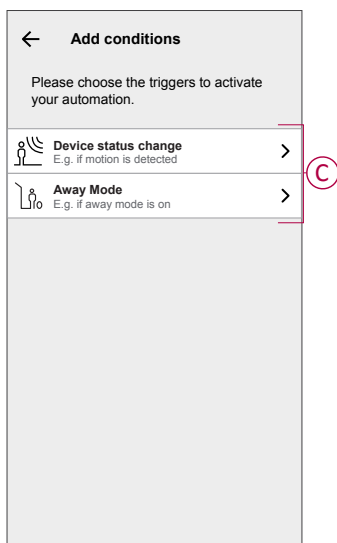 Add conditions
Please choose the triggers to activate
your automation.
Device status change
E.g. if motion is detected
C
Away Mode
E.g. if away mode is on